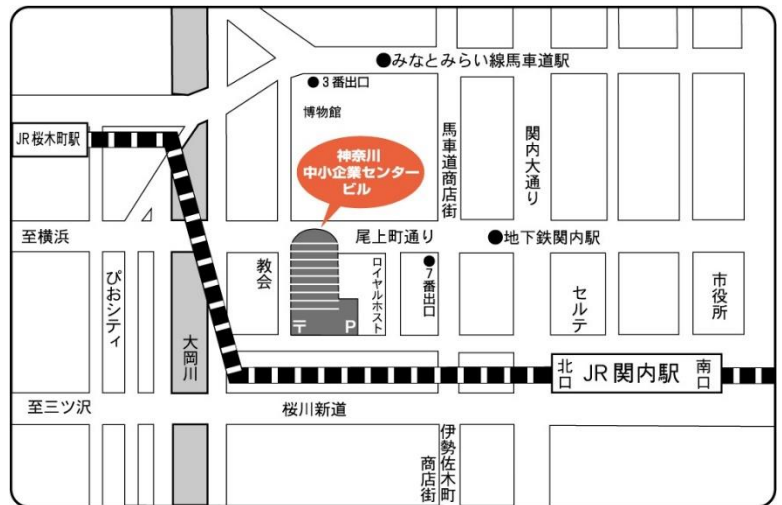 ●みなとみらい線馬車道駅
●3番出口
博物館
JR桜木町駅
神奈川
中小企業センター
ビル
馬車道商店街
関内大通り
至横浜
尾上町通り
●地下鉄関内駅
ぴおシティ
大岡川
教会
ロイヤルホスト
●7番出口
セルテ
市役所
〒 P
北口 JR関内駅 南口
至三ツ沢
桜川新道
伊勢佐木町
商店街